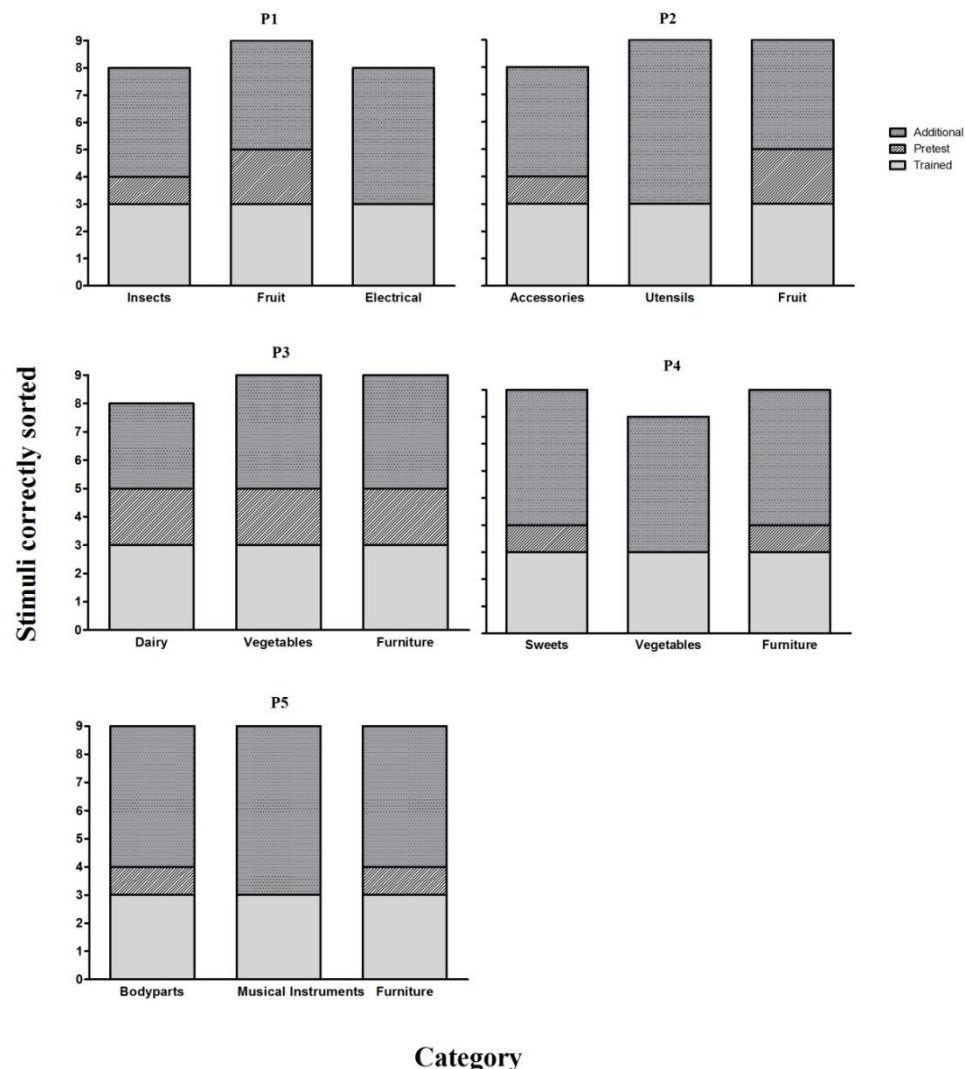 P1
9
8
7
6
5
4
3
2
1
0
Insects Fruit Electrical
P2
Accessories Utensils Fruit
Additional
Pretest
Trained
Stimuli correctly sorted
P3
9
8
7
6
5
4
3
2
1
0
Dairy Vegetables Furniture
P4
Sweets Vegetables Furniture
P5
9
8
7
6
5
4
3
2
1
0
Bodyparts Musical Instruments Furniture
Category